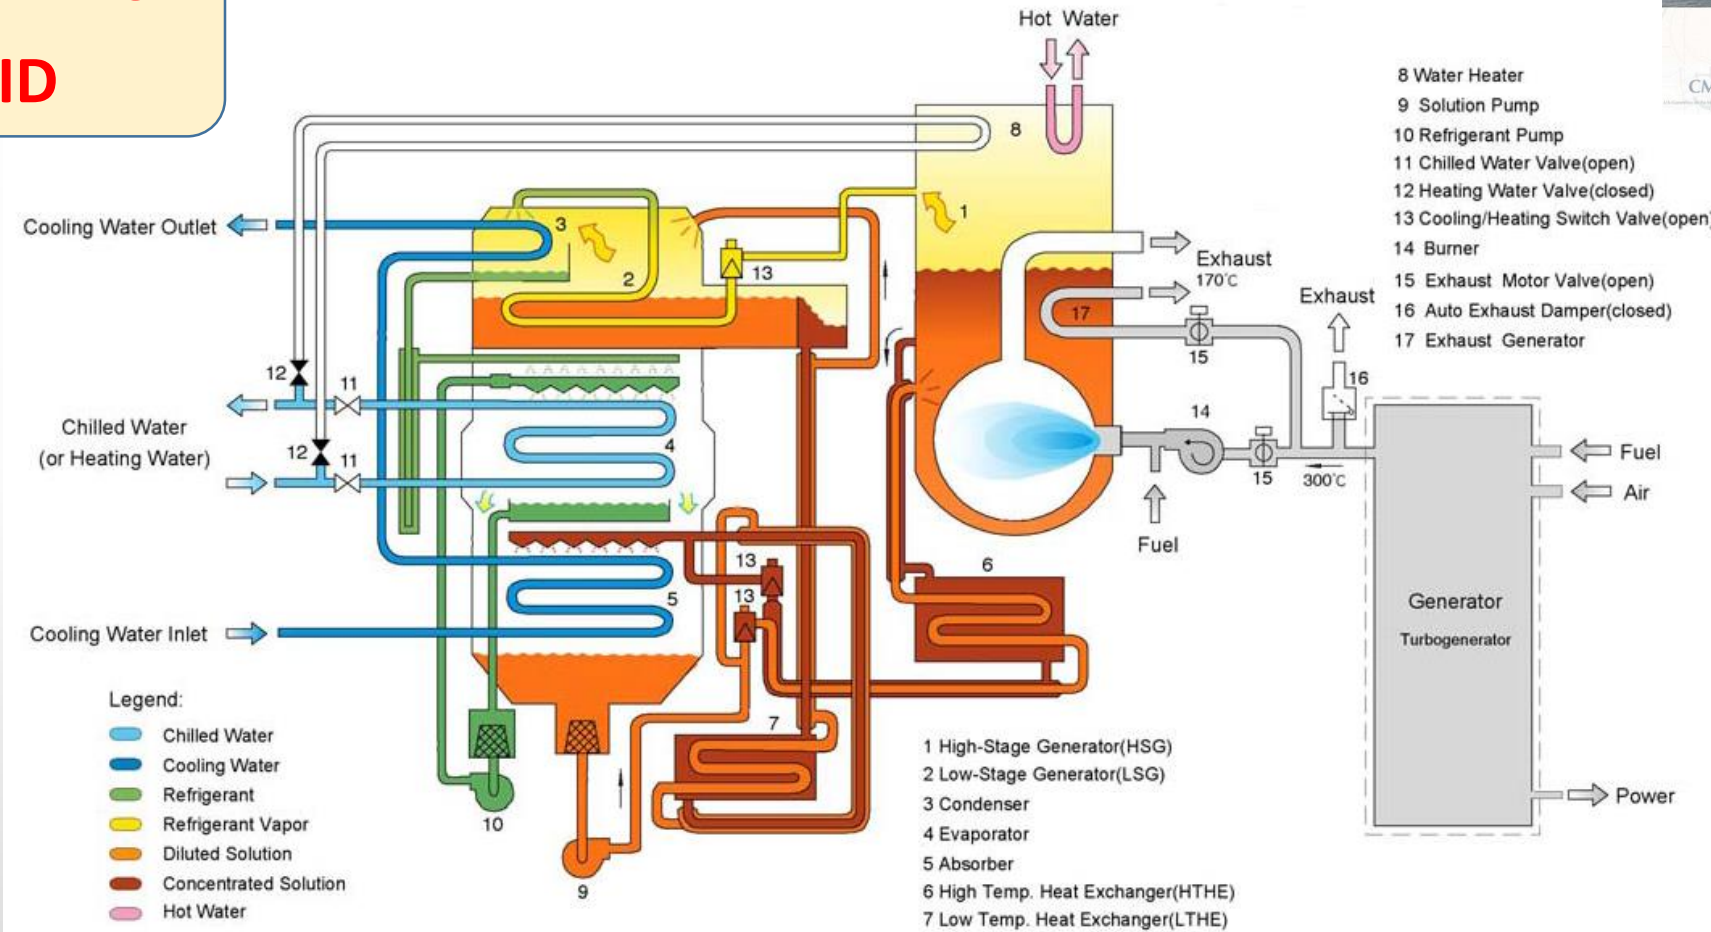 ID
CM
Hot Water
8 Water Heater
9 Solution Pump
10 Refrigerant Pump
11 Chilled Water Valve(open)
12 Heating Water Valve(closed)
13 Cooling/Heating Switch Valve(open)
14 Burner
15 Exhaust Motor Valve(open)
16 Auto Exhaust Damper(closed)
17 Exhaust Generator
8
Cooling Water Outlet
3
2
13
1
Exhaust
170℃
17
15
Exhaust
16
12
11
Chilled Water
(or Heating Water)
12
11
4
14
15
300℃
Fuel
Fuel
Air
Generator
Turbogenerator
Power
13
13
6
5
Cooling Water Inlet
7
10
9
Legend:
Chilled Water
Cooling Water
Refrigerant
Refrigerant Vapor
Diluted Solution
Concentrated Solution
Hot Water
1 High-Stage Generator(HSG)
2 Low-Stage Generator(LSG)
3 Condenser
4 Evaporator
5 Absorber
6 High Temp. Heat Exchanger(HTHE)
7 Low Temp. Heat Exchanger(LTHE)